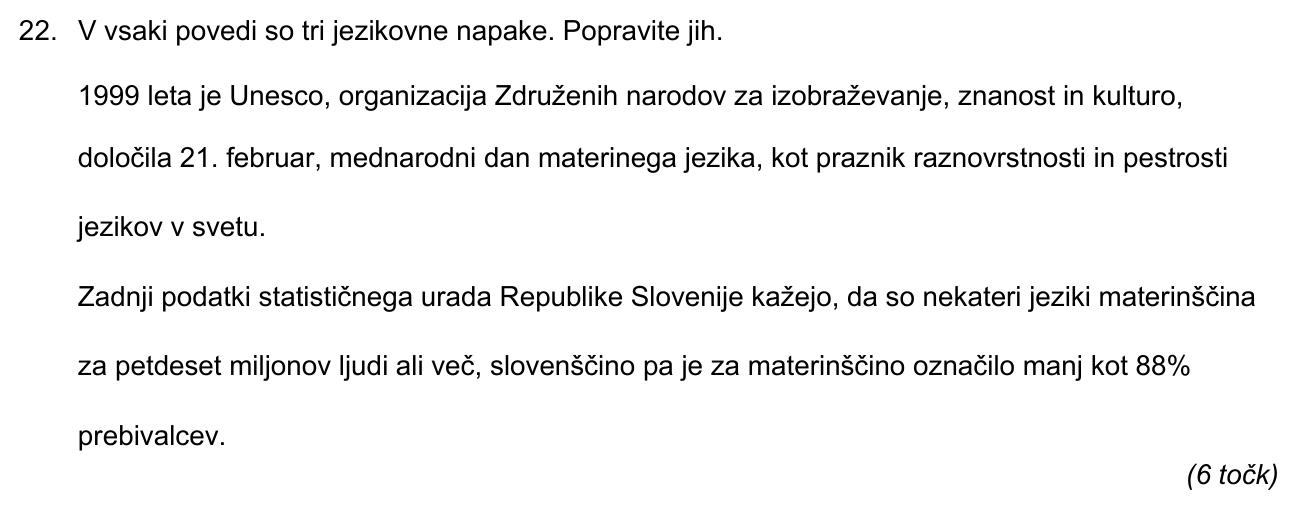 22. V vsaki povedi so tri jezikovne napake. Popravite jih.
1999 leta je Unesco, organizacija Združenih narodov za izobraževanje, znanost in kulturo,
določila 21. februar, mednarodni dan materinega jezika, kot praznik raznovrstnosti in pestrosti
jezikov v svetu.
Zadnji podatki statističnega urada Republike Slovenije kažejo, da so nekateri jeziki materinščina
za petdeset miljonov ljudi ali več, slovenščino pa je za materinščino označilo manj kot 88%
prebivalcev.
(6 točk)